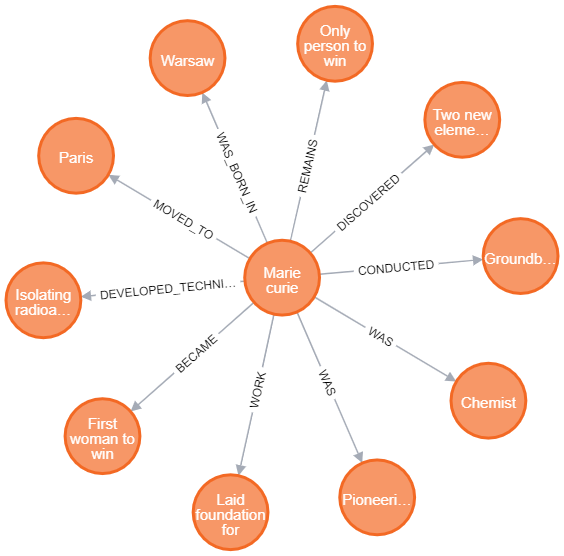 Only
person to
win
Warsaw
REMAINS
Two new
eleme...
WAS_BORN_IN
DISCOVERED
Paris
MOVED_TO
Marie
curie
CONDUCTED
Groundb...
Isolating
radioa...
DEVELOPED_TECHNI...
BECAME
WORK
WAS
WAS
Chemist
First
woman to
win
Laid
foundation
for
Pioneeri...